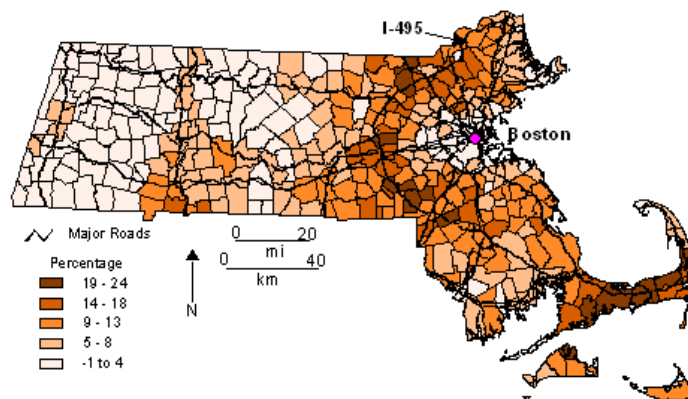 I-495
Boston
Major Roads
0 20
mi
0 40
km
N
Percentage
19 - 24
14 - 18
9 - 13
5 - 8
-1 to 4